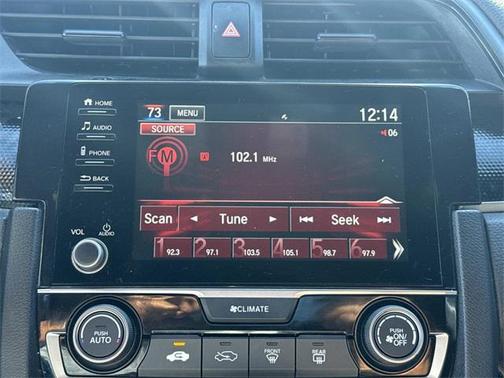 HOME
73 MENU 12:14
AUDIO
SOURCE 06
FM A 102.1 MHz
PHONE
BACK
Scan Tune Seek
VOL AUDIO
1 92.3 2 97.1 3 103.5 4 105.1 5 98.7 6 97.9
CLIMATE
PUSH AUTO
PUSH ON/OFF
FRONT
REAR